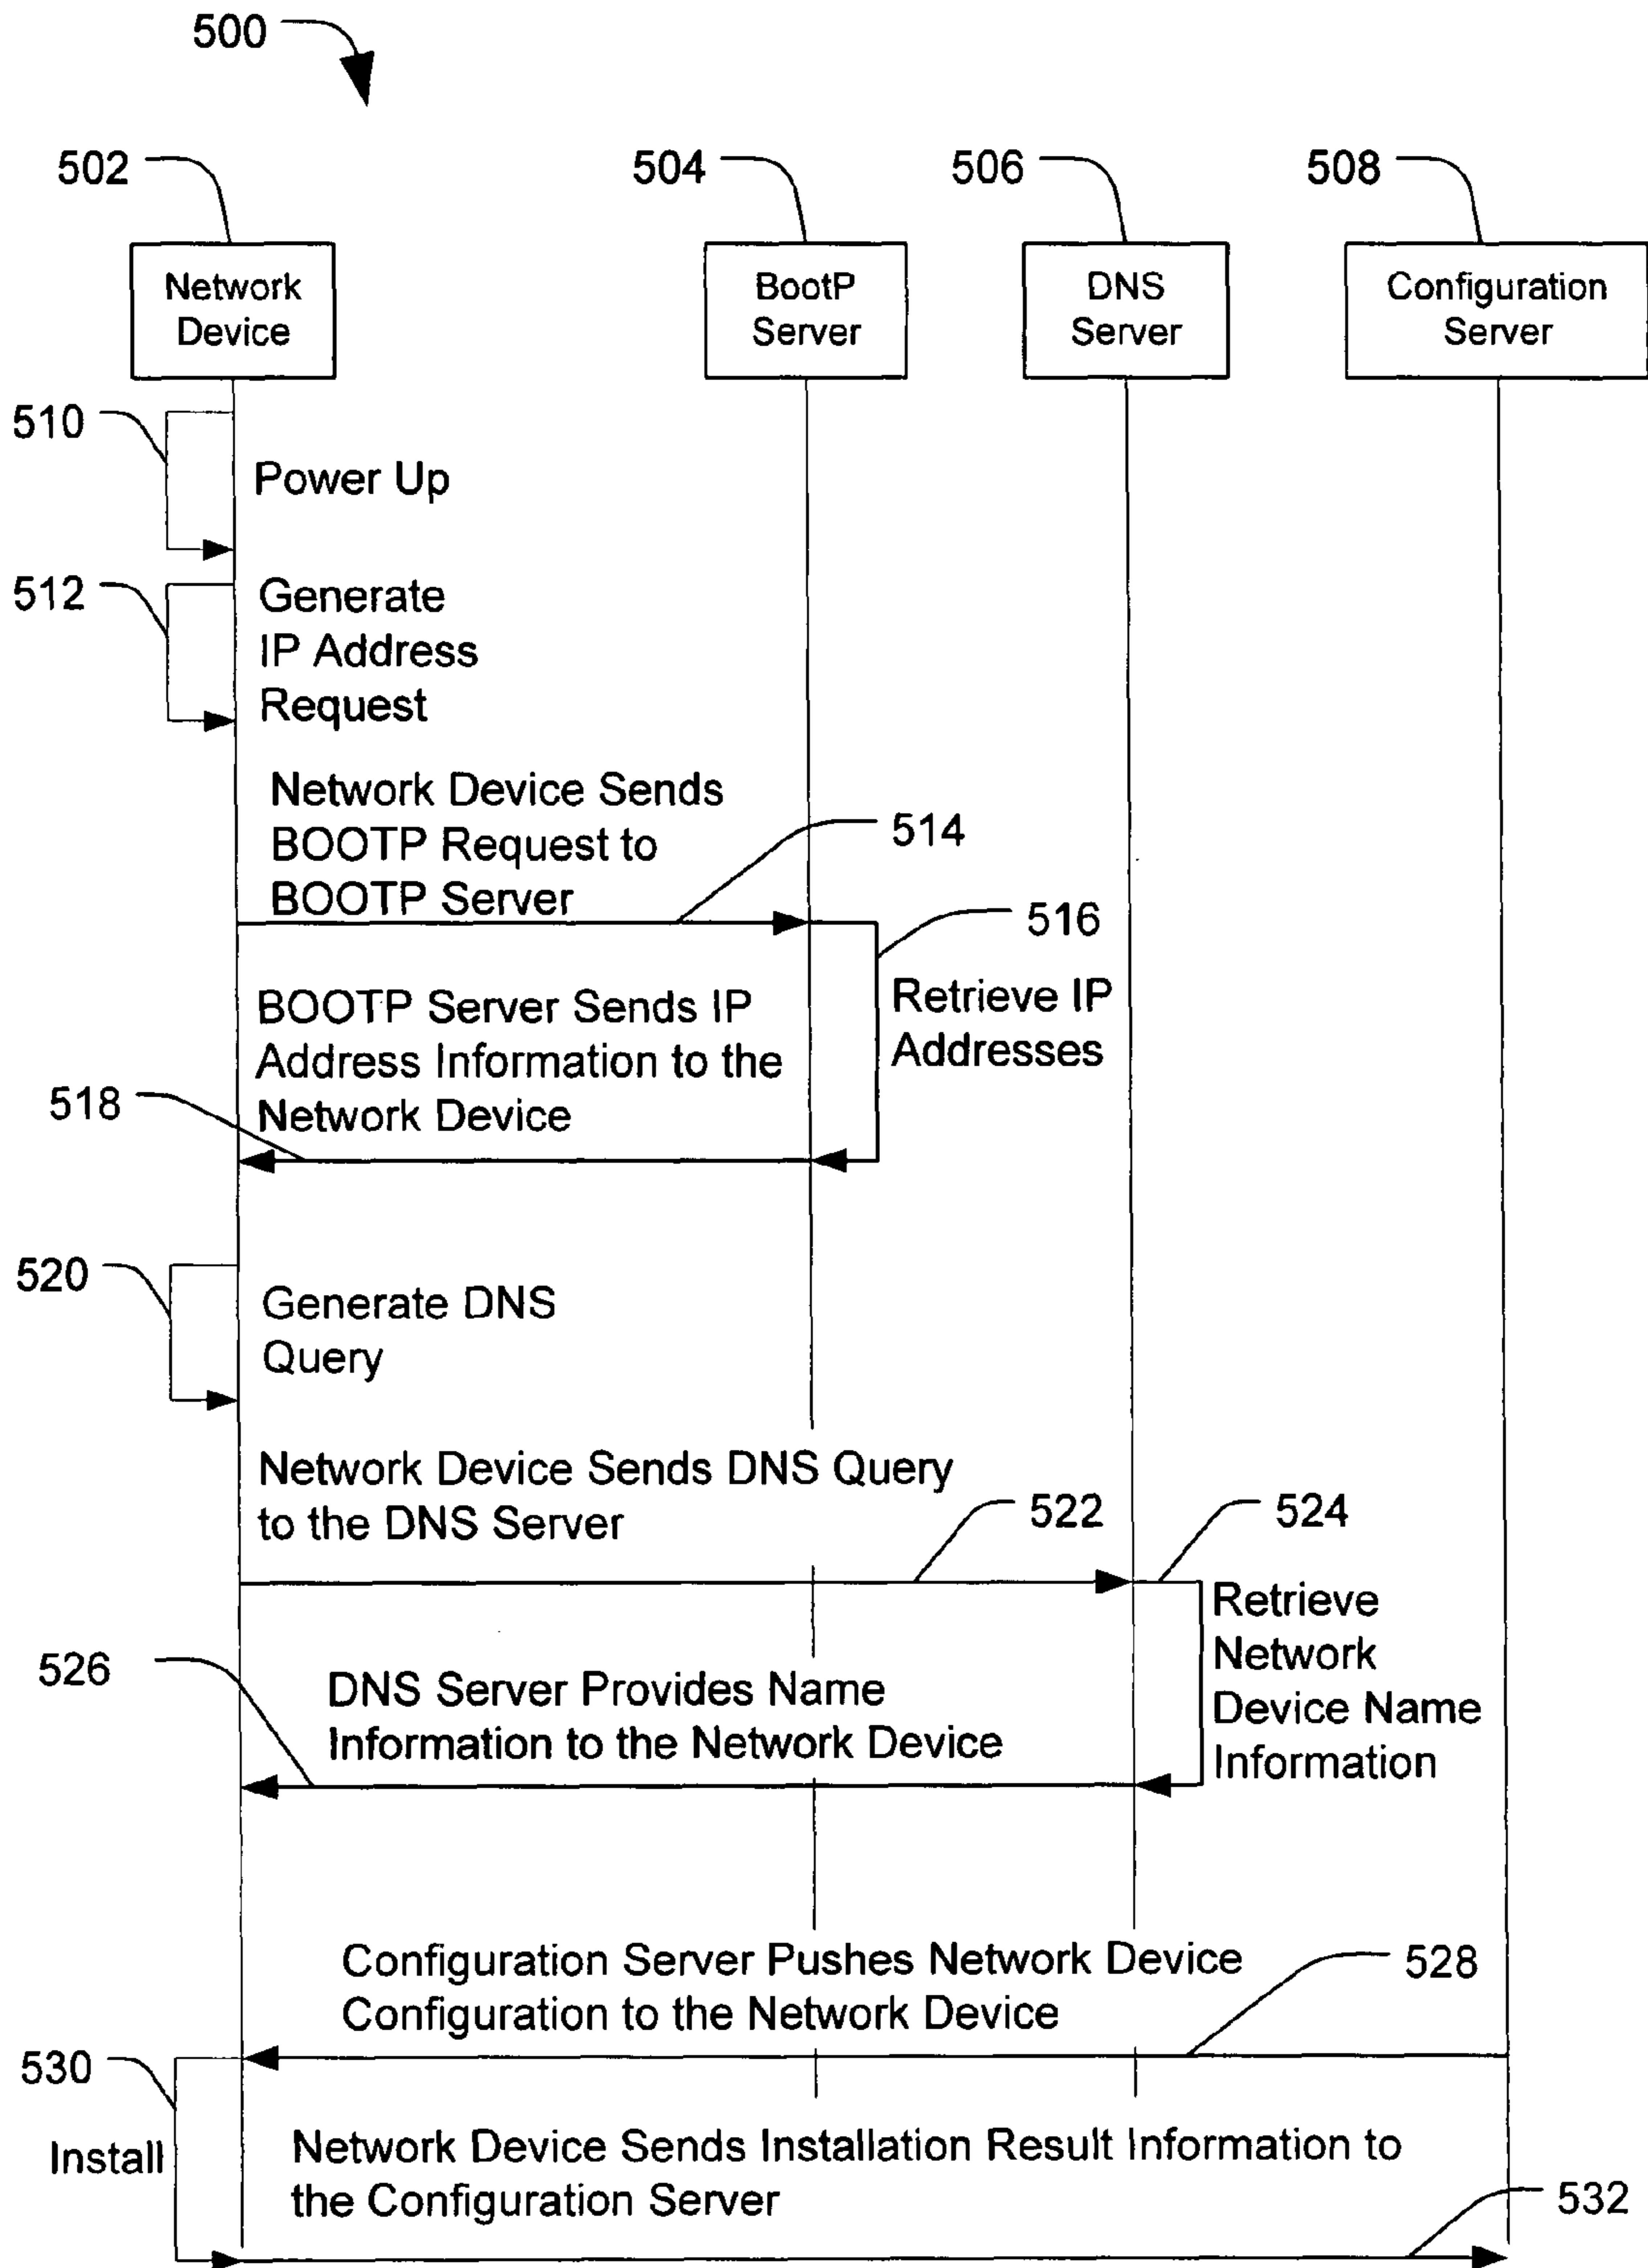 500
502
504
506
508
Network
Device
BootP
Server
DNS
Server
Configuration
Server
510
Power Up
512
Generate
IP Address
Request
Network Device Sends
BOOTP Request to
BOOTP Server
514
516
Retrieve IP
Addresses
BOOTP Server Sends IP
Address Information to the
Network Device
518
520
Generate DNS
Query
Network Device Sends DNS Query
to the DNS Server
522
524
Retrieve
Network
Device Name
Information
526
DNS Server Provides Name
Information to the Network Device
Configuration Server Pushes Network Device
Configuration to the Network Device
528
530
Install
Network Device Sends Installation Result Information to
the Configuration Server
532